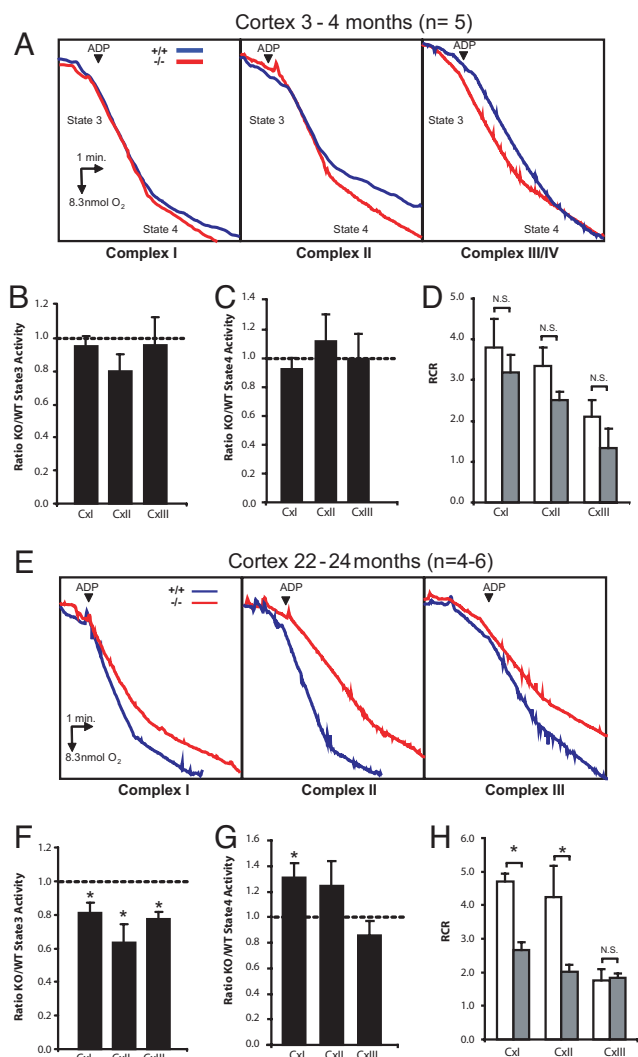 Cortex 3 - 4 months (n= 5)
A
ADP
+/+
-/-
State 3
1 min.
8.3nmol O2
State 4
Complex I
ADP
State 3
State 4
Complex II
ADP
State 3
State 4
Complex III/IV
B
Ratio KO/WT State3 Activity
1.2
1.0
0.8
0.6
0.4
0.2
0.0
CxI
CxII
CxIII
C
Ratio KO/WT State4 Activity
1.4
1.2
1.0
0.8
0.6
0.4
0.2
0.0
CxI
CxII
CxIII
D
RCR
5.0
3.0
1.0
.0
N.S.
N.S.
N.S.
CxI
CxII
CxIII
E
Cortex 22 - 24 months (n=4-6)
ADP
+/+
-/-
1 min.
8.3nmol O2
Complex I
ADP
Complex II
ADP
Complex III
F
Ratio KO/WT State3 Activity
1.2
1.0
0.8
0.6
0.4
0.2
0.0
*
*
*
CxI
CxII
CxIII
G
Ratio KO/WT State4 Activity
1.6
1.4
1.2
1.0
0.8
0.6
0.4
0.2
0.0
*
CxI
CxII
CxIII
H
RCR
5.0
4.0
3.0
2.0
1.0
0.0
*
*
N.S.
CxI
CxII
CxIII